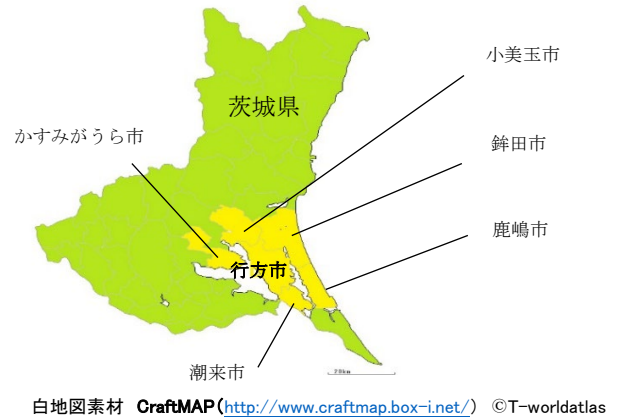 小美玉市
茨城県
かすみがうら市
鉾田市
鹿嶋市
行方市
潮来市
20km
白地図素材 CraftMAP(http://www.craftmap.box-i.net/) ©T-worldatlas